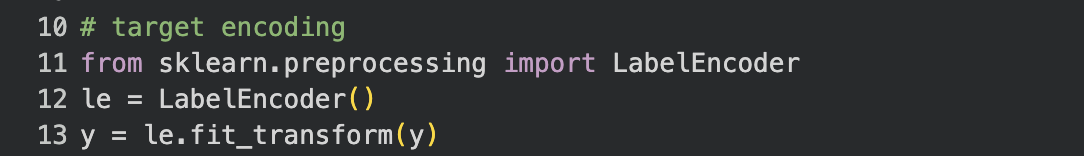 10 # target encoding
11 from sklearn.preprocessing import LabelEncoder
12 le = LabelEncoder()
13 y = le.fit_transform(y)